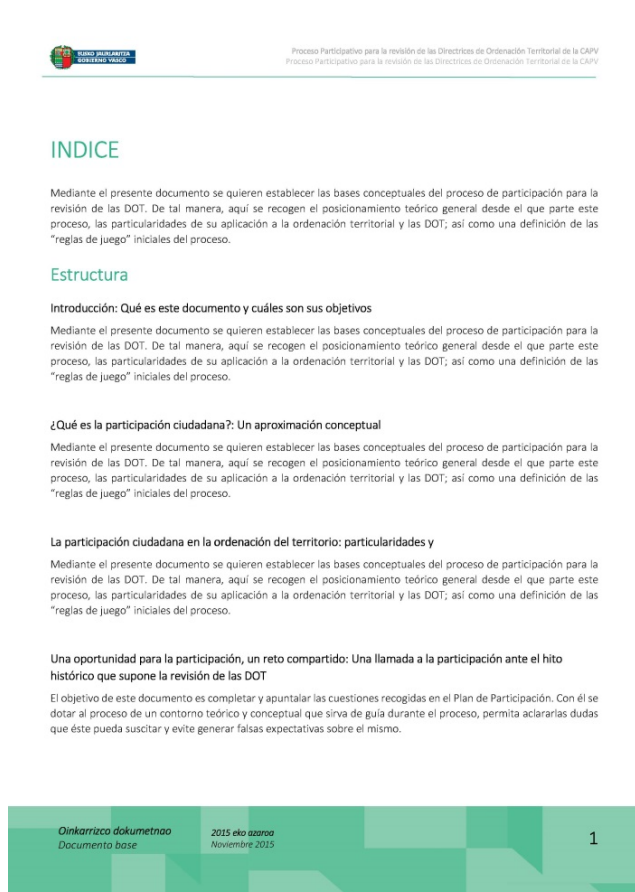 EUSKO JAURLARITZA
GOBIERNO VASCO
Proceso Participativo para la revisión de las Directrices de Ordenación Territorial de la CAPV
Proceso Participativo para la revisión de las Directrices de Ordenación Territorial de la CAPV
INDICE
Mediante el presente documento se quieren establecer las bases conceptuales del proceso de participación para la
revisión de las DOT. De tal manera, aquí se recogen el posicionamiento teórico general desde el que parte este
proceso, las particularidades de su aplicación a la ordenación territorial y las DOT; así como una definición de las
“reglas de juego” iniciales del proceso.
Estructura
Introducción: Qué es este documento y cuáles son sus objetivos
Mediante el presente documento se quieren establecer las bases conceptuales del proceso de participación para la
revisión de las DOT. De tal manera, aquí se recogen el posicionamiento teórico general desde el que parte este
proceso, las particularidades de su aplicación a la ordenación territorial y las DOT; así como una definición de las
“reglas de juego” iniciales del proceso.
¿Qué es la participación ciudadana?: Un aproximación conceptual
Mediante el presente documento se quieren establecer las bases conceptuales del proceso de participación para la
revisión de las DOT. De tal manera, aquí se recogen el posicionamiento teórico general desde el que parte este
proceso, las particularidades de su aplicación a la ordenación territorial y las DOT; así como una definición de las
“reglas de juego” iniciales del proceso.
La participación ciudadana en la ordenación del territorio: particularidades y
Mediante el presente documento se quieren establecer las bases conceptuales del proceso de participación para la
revisión de las DOT. De tal manera, aquí se recogen el posicionamiento teórico general desde el que parte este
proceso, las particularidades de su aplicación a la ordenación territorial y las DOT; así como una definición de las
“reglas de juego” iniciales del proceso.
Una oportunidad para la participación, un reto compartido: Una llamada a la participación ante el hito
histórico que supone la revisión de las DOT
El objetivo de este documento es completar y apuntalar las cuestiones recogidas en el Plan de Participación. Con él se
dotar al proceso de un contorno teórico y conceptual que sirva de guía durante el proceso, permita aclararlas dudas
que éste pueda suscitar y evite generar falsas expectativas sobre el mismo.
Oinkarrizco dokumetnao
Documento base
2015 eko azaroa
Noviembre 2015
1